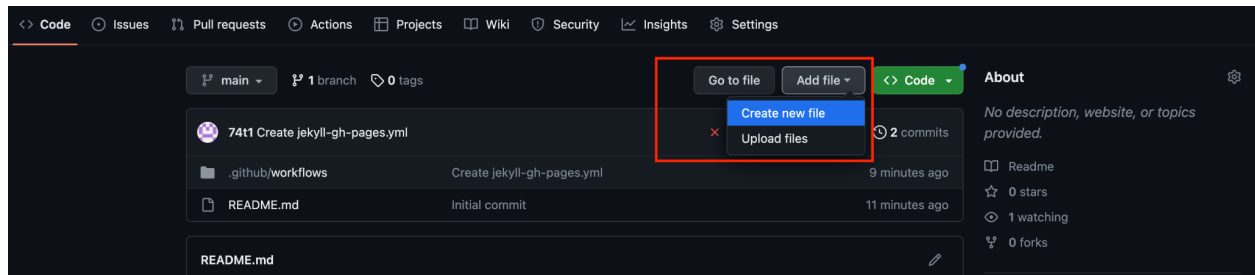 <> Code Issues Pull requests Actions Projects Wiki Security Insights Settings
main 1 branch 0 tags Go to file Add file <> Code
Create new file
Upload files
74t1 Create jekyll-gh-pages.yml 2 commits
.github/workflows Create jekyll-gh-pages.yml 9 minutes ago
README.md Initial commit 11 minutes ago
README.md
About
No description, website, or topics
provided.
Readme
0 stars
1 watching
0 forks